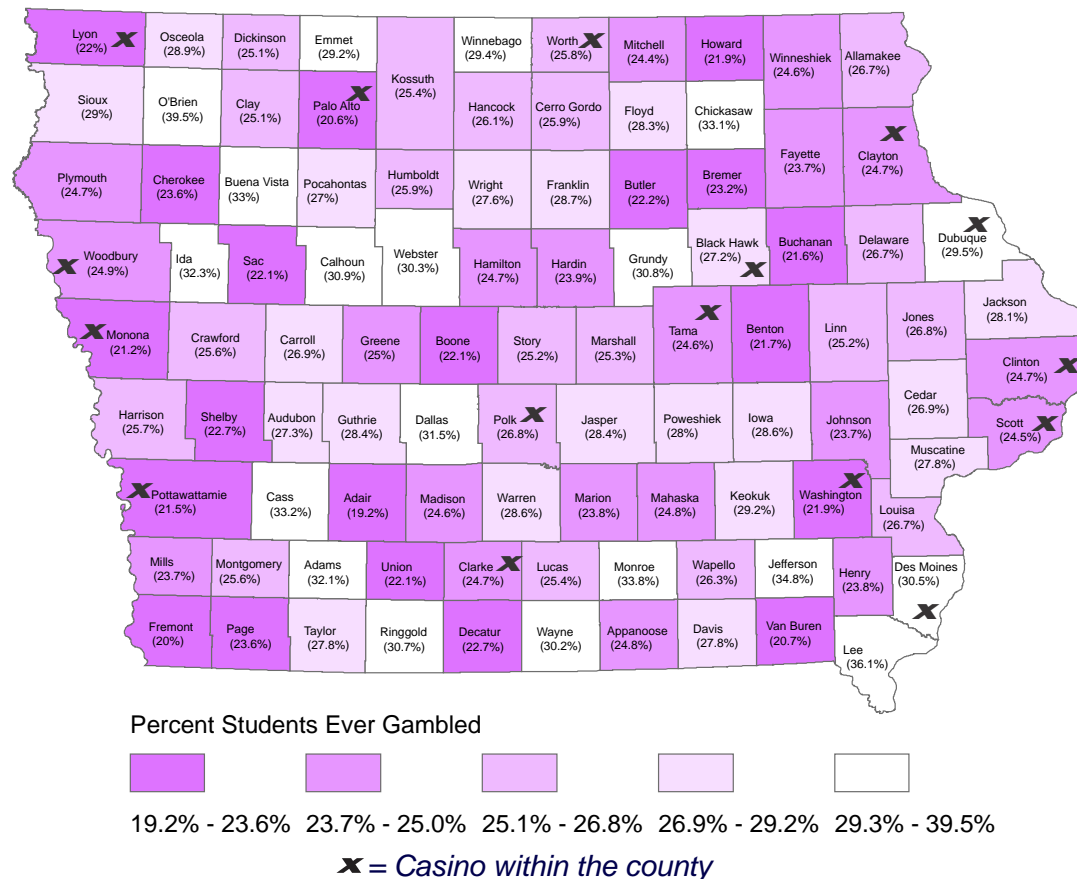 Lyon
(22%)
Osceola
(28.9%)
Dickinson
(25.1%)
Emmet
(29.2%)
Kossuth
(25.4%)
Winnebago
(29.4%)
Worth
(25.8%)
Mitchell
(24.4%)
Howard
(21.9%)
Winneshiek
(24.6%)
Allamakee
(26.7%)
Sioux
(29%)
O'Brien
(39.5%)
Clay
(25.1%)
Palo Alto
(20.6%)
Hancock
(26.1%)
Cerro Gordo
(25.9%)
Floyd
(28.3%)
Chickasaw
(33.1%)
Fayette
(23.7%)
Clayton
(24.7%)
Plymouth
(24.7%)
Cherokee
(23.6%)
Buena Vista
(33%)
Pocahontas
(27%)
Humboldt
(25.9%)
Wright
(27.6%)
Franklin
(28.7%)
Butler
(22.2%)
Bremer
(23.2%)
Woodbury
(24.9%)
Ida
(32.3%)
Sac
(22.1%)
Calhoun
(30.9%)
Webster
(30.3%)
Hamilton
(24.7%)
Hardin
(23.9%)
Grundy
(30.8%)
Black Hawk
(27.2%)
Buchanan
(21.6%)
Delaware
(26.7%)
Dubuque
(29.5%)
Monona
(21.2%)
Crawford
(25.6%)
Carroll
(26.9%)
Greene
(25%)
Boone
(22.1%)
Story
(25.2%)
Marshall
(25.3%)
Tama
(24.6%)
Benton
(21.7%)
Linn
(25.2%)
Jones
(26.8%)
Jackson
(28.1%)
Clinton
(24.7%)
Harrison
(25.7%)
Shelby
(22.7%)
Audubon
(27.3%)
Guthrie
(28.4%)
Dallas
(31.5%)
Polk
(26.8%)
Jasper
(28.4%)
Poweshiek
(28%)
Iowa
(28.6%)
Johnson
(23.7%)
Cedar
(26.9%)
Scott
(24.5%)
Muscatine
(27.8%)
Pottawattamie
(21.5%)
Cass
(33.2%)
Adair
(19.2%)
Madison
(24.6%)
Warren
(28.6%)
Marion
(23.8%)
Mahaska
(24.8%)
Keokuk
(29.2%)
Washington
(21.9%)
Louisa
(26.7%)
Mills
(23.7%)
Montgomery
(25.6%)
Adams
(32.1%)
Union
(22.1%)
Clarke
(24.7%)
Lucas
(25.4%)
Monroe
(33.8%)
Wapello
(26.3%)
Jefferson
(34.8%)
Henry
(23.8%)
Des Moines
(30.5%)
Fremont
(20%)
Page
(23.6%)
Taylor
(27.8%)
Ringgold
(30.7%)
Decatur
(22.7%)
Wayne
(30.2%)
Appanoose
(24.8%)
Davis
(27.8%)
Van Buren
(20.7%)
Lee
(36.1%)
Percent Students Ever Gambled
19.2% - 23.6% 23.7% - 25.0% 25.1% - 26.8% 26.9% - 29.2% 29.3% - 39.5%
x = Casino within the county